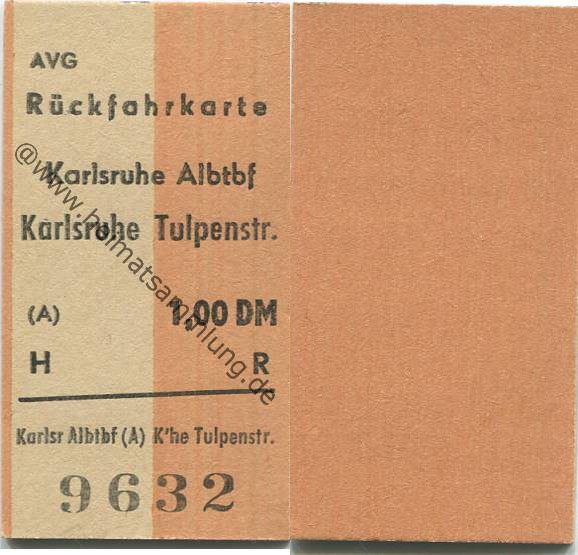 AVG
Rückfahrkarte
Karlsruhe Albtbf
Karlsruhe Tulpenstr.
(A) 1,00 DM
H R
Karlsr Albtbf (A) K'he Tulpenstr.
9632
@www.heimatsammlung.de